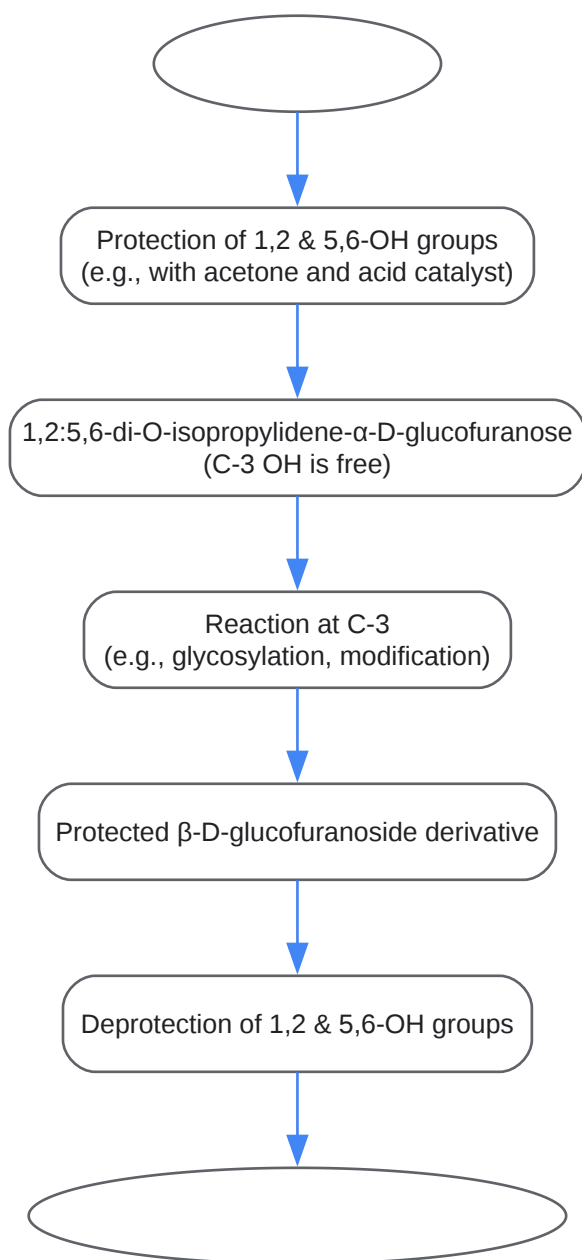 Protection of 1,2 & 5,6-OH groups
(e.g., with acetone and acid catalyst)
1,2:5,6-di-O-isopropylidene-α-D-glucofuranose
(C-3 OH is free)
Reaction at C-3
(e.g., glycosylation, modification)
Protected β-D-glucofuranoside derivative
Deprotection of 1,2 & 5,6-OH groups